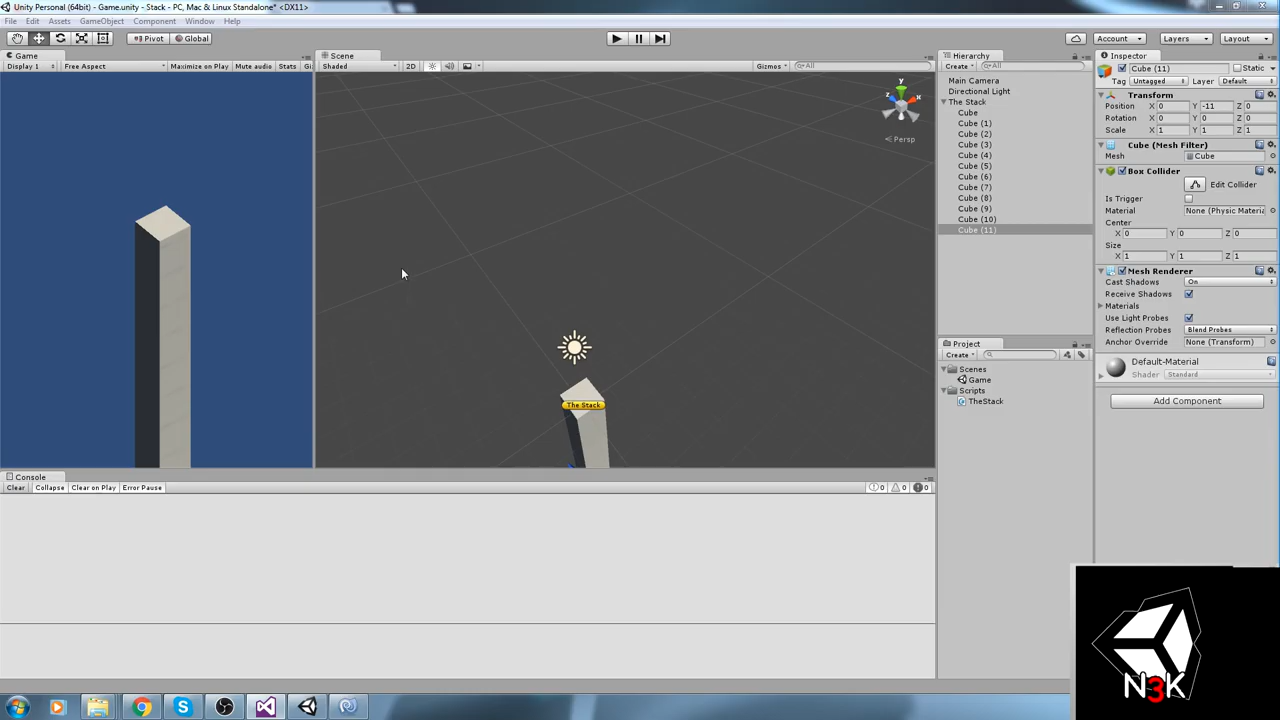 Unity Personal (64bit) - Game.unity - Stack - PC, Mac & Linux Standalone* <DX11>
File Edit Assets GameObject Component Window Help
Pivot Global Account Layers Layout
Game
Display 1 Free Aspect Maximize on Play Mute audio Stats Gi
Scene
Shaded 2D Gizmos All
y
x
z
Persp
The Stack
Hierarchy
Create All
Main Camera
Directional Light
The Stack
Cube
Cube (1)
Cube (2)
Cube (3)
Cube (4)
Cube (5)
Cube (6)
Cube (7)
Cube (8)
Cube (9)
Cube (10)
Cube (11)
Project
Create
Scenes
Game
Scripts
TheStack
Inspector
Cube (11) Static
Tag Untagged Layer Default
Transform
Position X 0 Y -11 Z 0
Rotation X 0 Y 0 Z 0
Scale X 1 Y 1 Z 1
Cube (Mesh Filter)
Mesh Cube
Box Collider
Edit Collider
Is Trigger
Material None (Physic Materia
Center
X 0 Y 0 Z 0
Size
X 1 Y 1 Z 1
Mesh Renderer
Cast Shadows On
Receive Shadows
Materials
Use Light Probes
Reflection Probes Blend Probes
Anchor Override None (Transform)
Default-Material
Shader Standard
Add Component
Console
Clear Collapse Clear on Play Error Pause 0 0 0
N3K